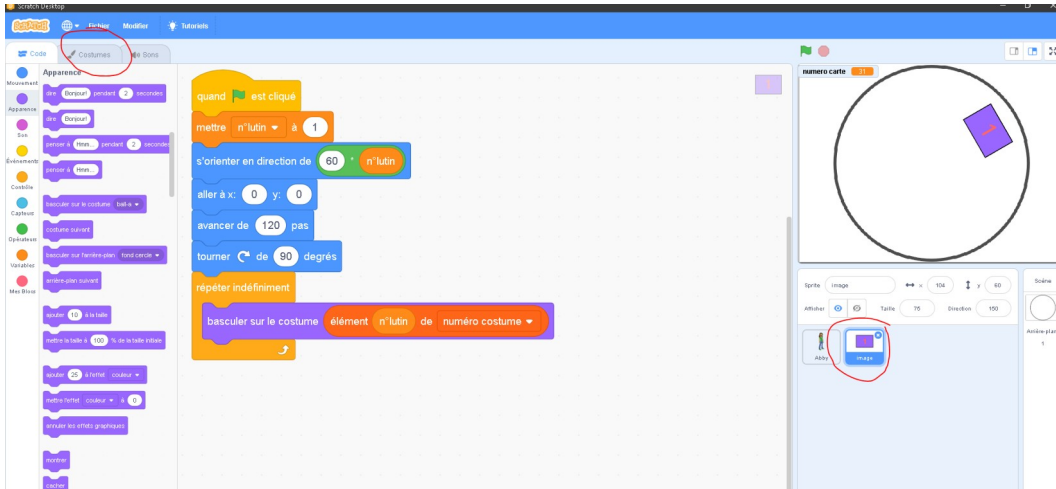 Scratch Desktop
SCRATCH Fichier Modifier Tutoriels
Code Costumes Sons
Mouvement
Apparence
Son
Événements
Contrôle
Capteurs
Opérateurs
Variables
Mes Blocs
Apparence
dire Bonjour! pendant 2 secondes
dire Bonjour!
penser à Hmm... pendant 2 secondes
penser à Hmm...
basculer sur le costume ball-a
costume suivant
basculer sur l'arrière-plan fond cercle
arrière-plan suivant
ajouter 10 à la taille
mettre la taille à 100 % de la taille initiale
ajouter 25 à l'effet couleur
mettre l'effet couleur à 0
annuler les effets graphiques
montrer
cacher
quand est cliqué
mettre n°lutin à 1
s'orienter en direction de 60 * n°lutin
aller à x: 0 y: 0
avancer de 120 pas
tourner de 90 degrés
répéter indéfiniment
basculer sur le costume élément n°lutin de numéro costume
numero carte 31
1
Sprite image x 104 y 60
Afficher Taille 75 Direction 150
Abby
image
Scène
Arrière-plan
1